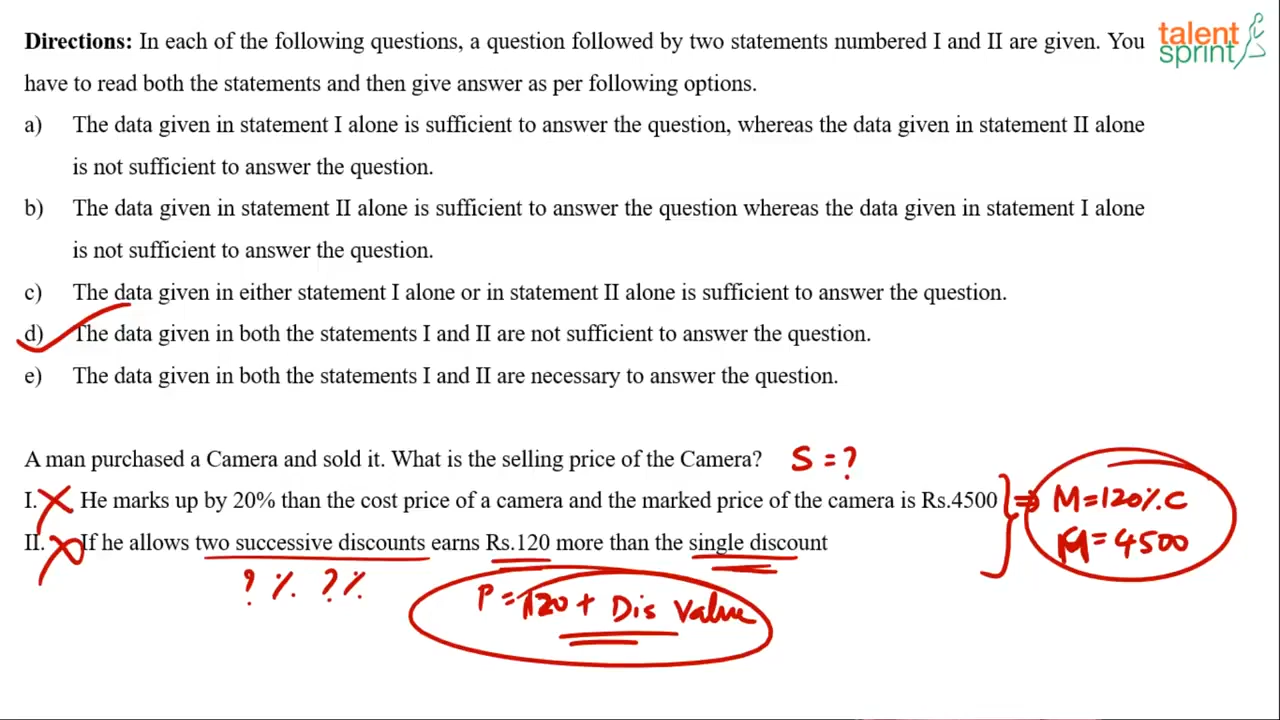 Directions: In each of the following questions, a question followed by two statements numbered I and II are given. You
talent
sprint
have to read both the statements and then give answer as per following options.
a) The data given in statement I alone is sufficient to answer the question, whereas the data given in statement II alone
is not sufficient to answer the question.
b) The data given in statement II alone is sufficient to answer the question whereas the data given in statement I alone
is not sufficient to answer the question.
c) The data given in either statement I alone or in statement II alone is sufficient to answer the question.
d) The data given in both the statements I and II are not sufficient to answer the question.
e) The data given in both the statements I and II are necessary to answer the question.
A man purchased a Camera and sold it. What is the selling price of the Camera? S = ?
I. He marks up by 20% than the cost price of a camera and the marked price of the camera is Rs.4500 ⇒ M=120%.C
II. If he allows two successive discounts earns Rs.120 more than the single discount M=4500
?% ?%
P=120+ Dis Value